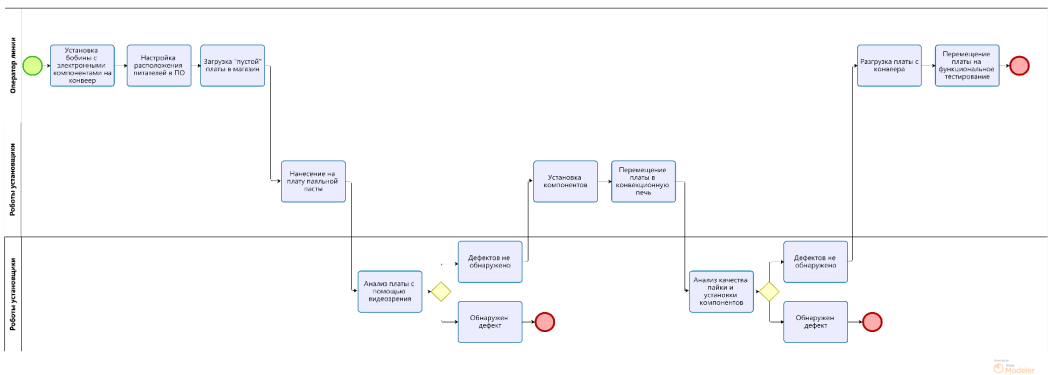 Оператор линии
Установка
бобины с
электронными
компонентами на
конвеер
Настройка
расположения
питателей в ПО
Загрузка "пустой"
платы в магазин
Разгрузка платы с
конвеера
Перемещение
платы на
функциональное
тестирование
Роботы установщики
Нанесение на
плату паяльной
пасты
Установка
компонентов
Перемещение
платы в
конвекционную
печь
Роботы установщики
Анализ платы с
помощью
видеозрения
Дефектов не
обнаружено
Обнаружен
дефект
Анализ качества
пайки и
установки
компонентов
Дефектов не
обнаружено
Обнаружен
дефект
Modeler